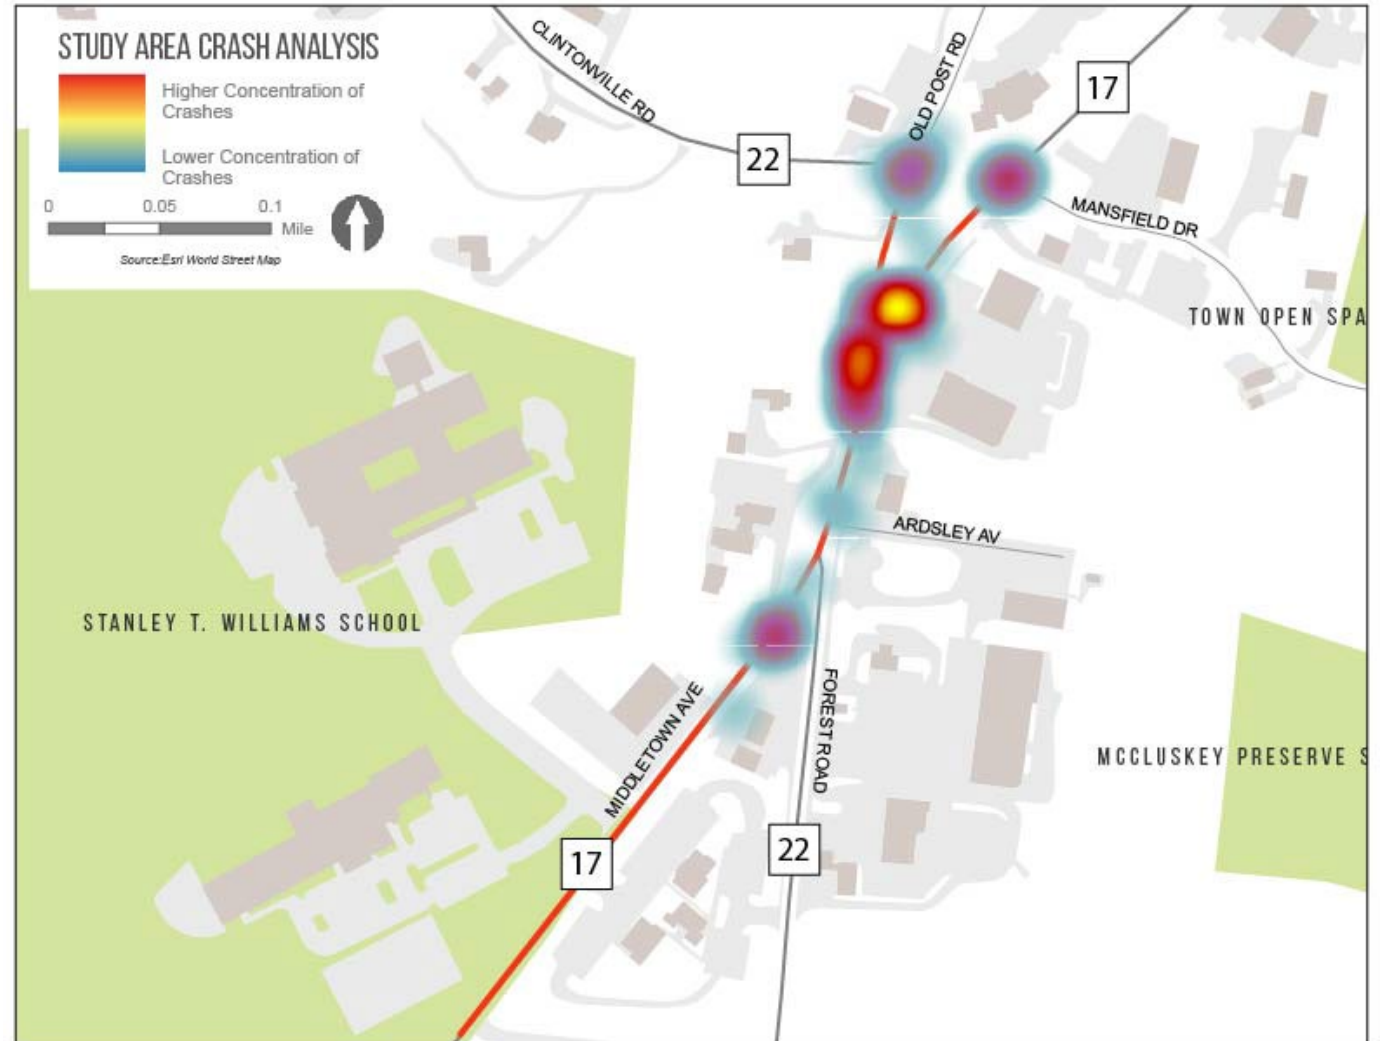 STUDY AREA CRASH ANALYSIS
Higher Concentration of
Crashes
Lower Concentration of
Crashes
0 0.05 0.1
Mile
Source:Esri World Street Map
CLINTONVILLE RD
OLD POST RD
17
22
MANSFIELD DR
TOWN OPEN SPA
ARDSLEY AV
STANLEY T. WILLIAMS SCHOOL
MIDDLETOWN AVE
FOREST ROAD
MCCLUSKEY PRESERVE S
17
22